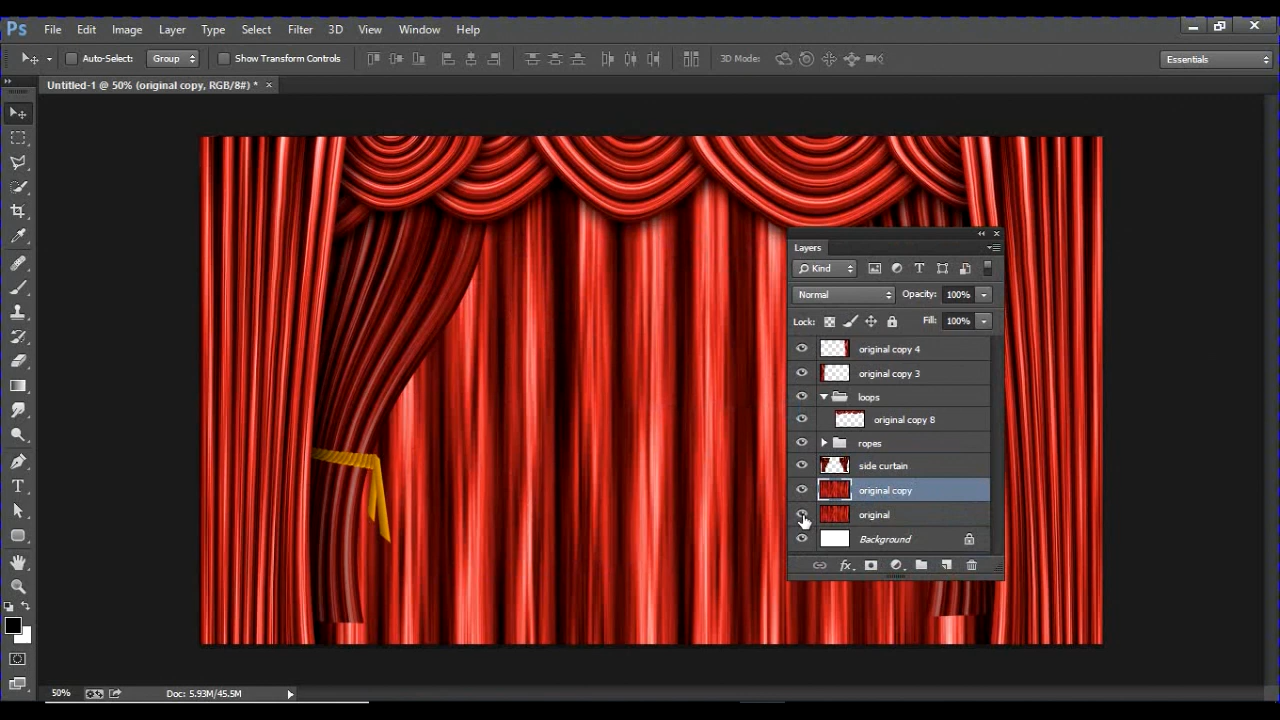 Ps File Edit Image Layer Type Select Filter 3D View Window Help
Auto-Select: Group Show Transform Controls 3D Mode: Essentials
Untitled-1 @ 50% (original copy, RGB/8#) * ×
Layers
Kind
Normal Opacity: 100%
Lock: Fill: 100%
original copy 4
original copy 3
loops
original copy 8
ropes
side curtain
original copy
original
Background
fx
50% Doc: 5.93M/45.5M